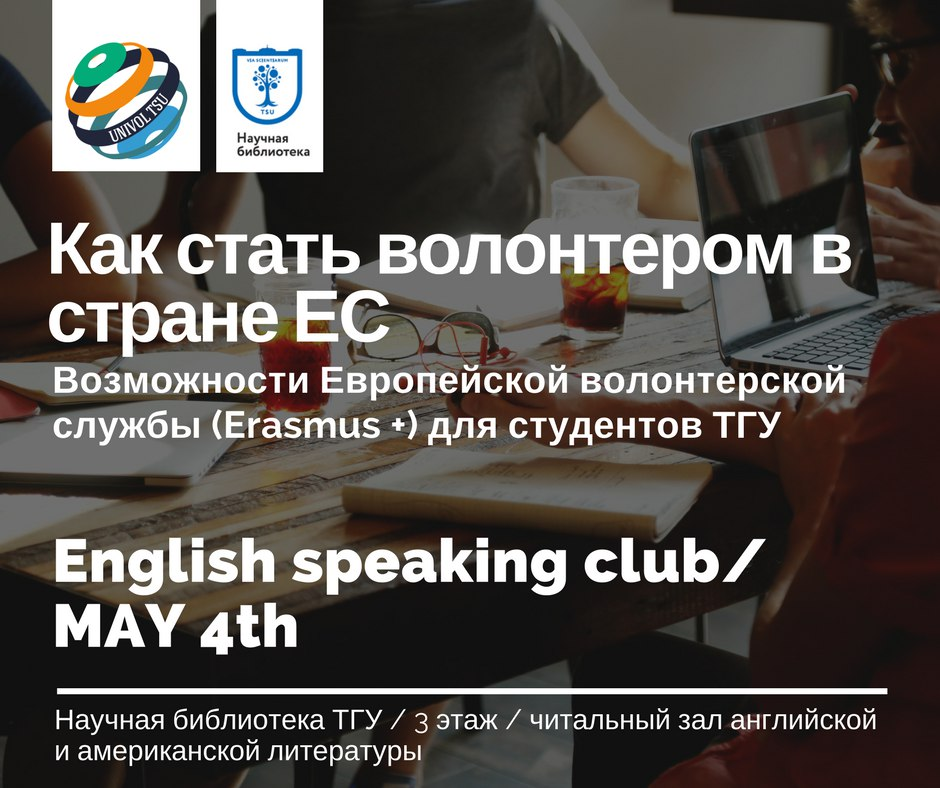 UNIVOL TSU
VIA SCIENTIARUM
TSU
Научная
библиотека
Как стать волонтером в
стране ЕС
Возможности Европейской волонтерской
службы (Erasmus +) для студентов ТГУ
English speaking club/
MAY 4th
Научная библиотека ТГУ / 3 этаж / читальный зал английской
и американской литературы